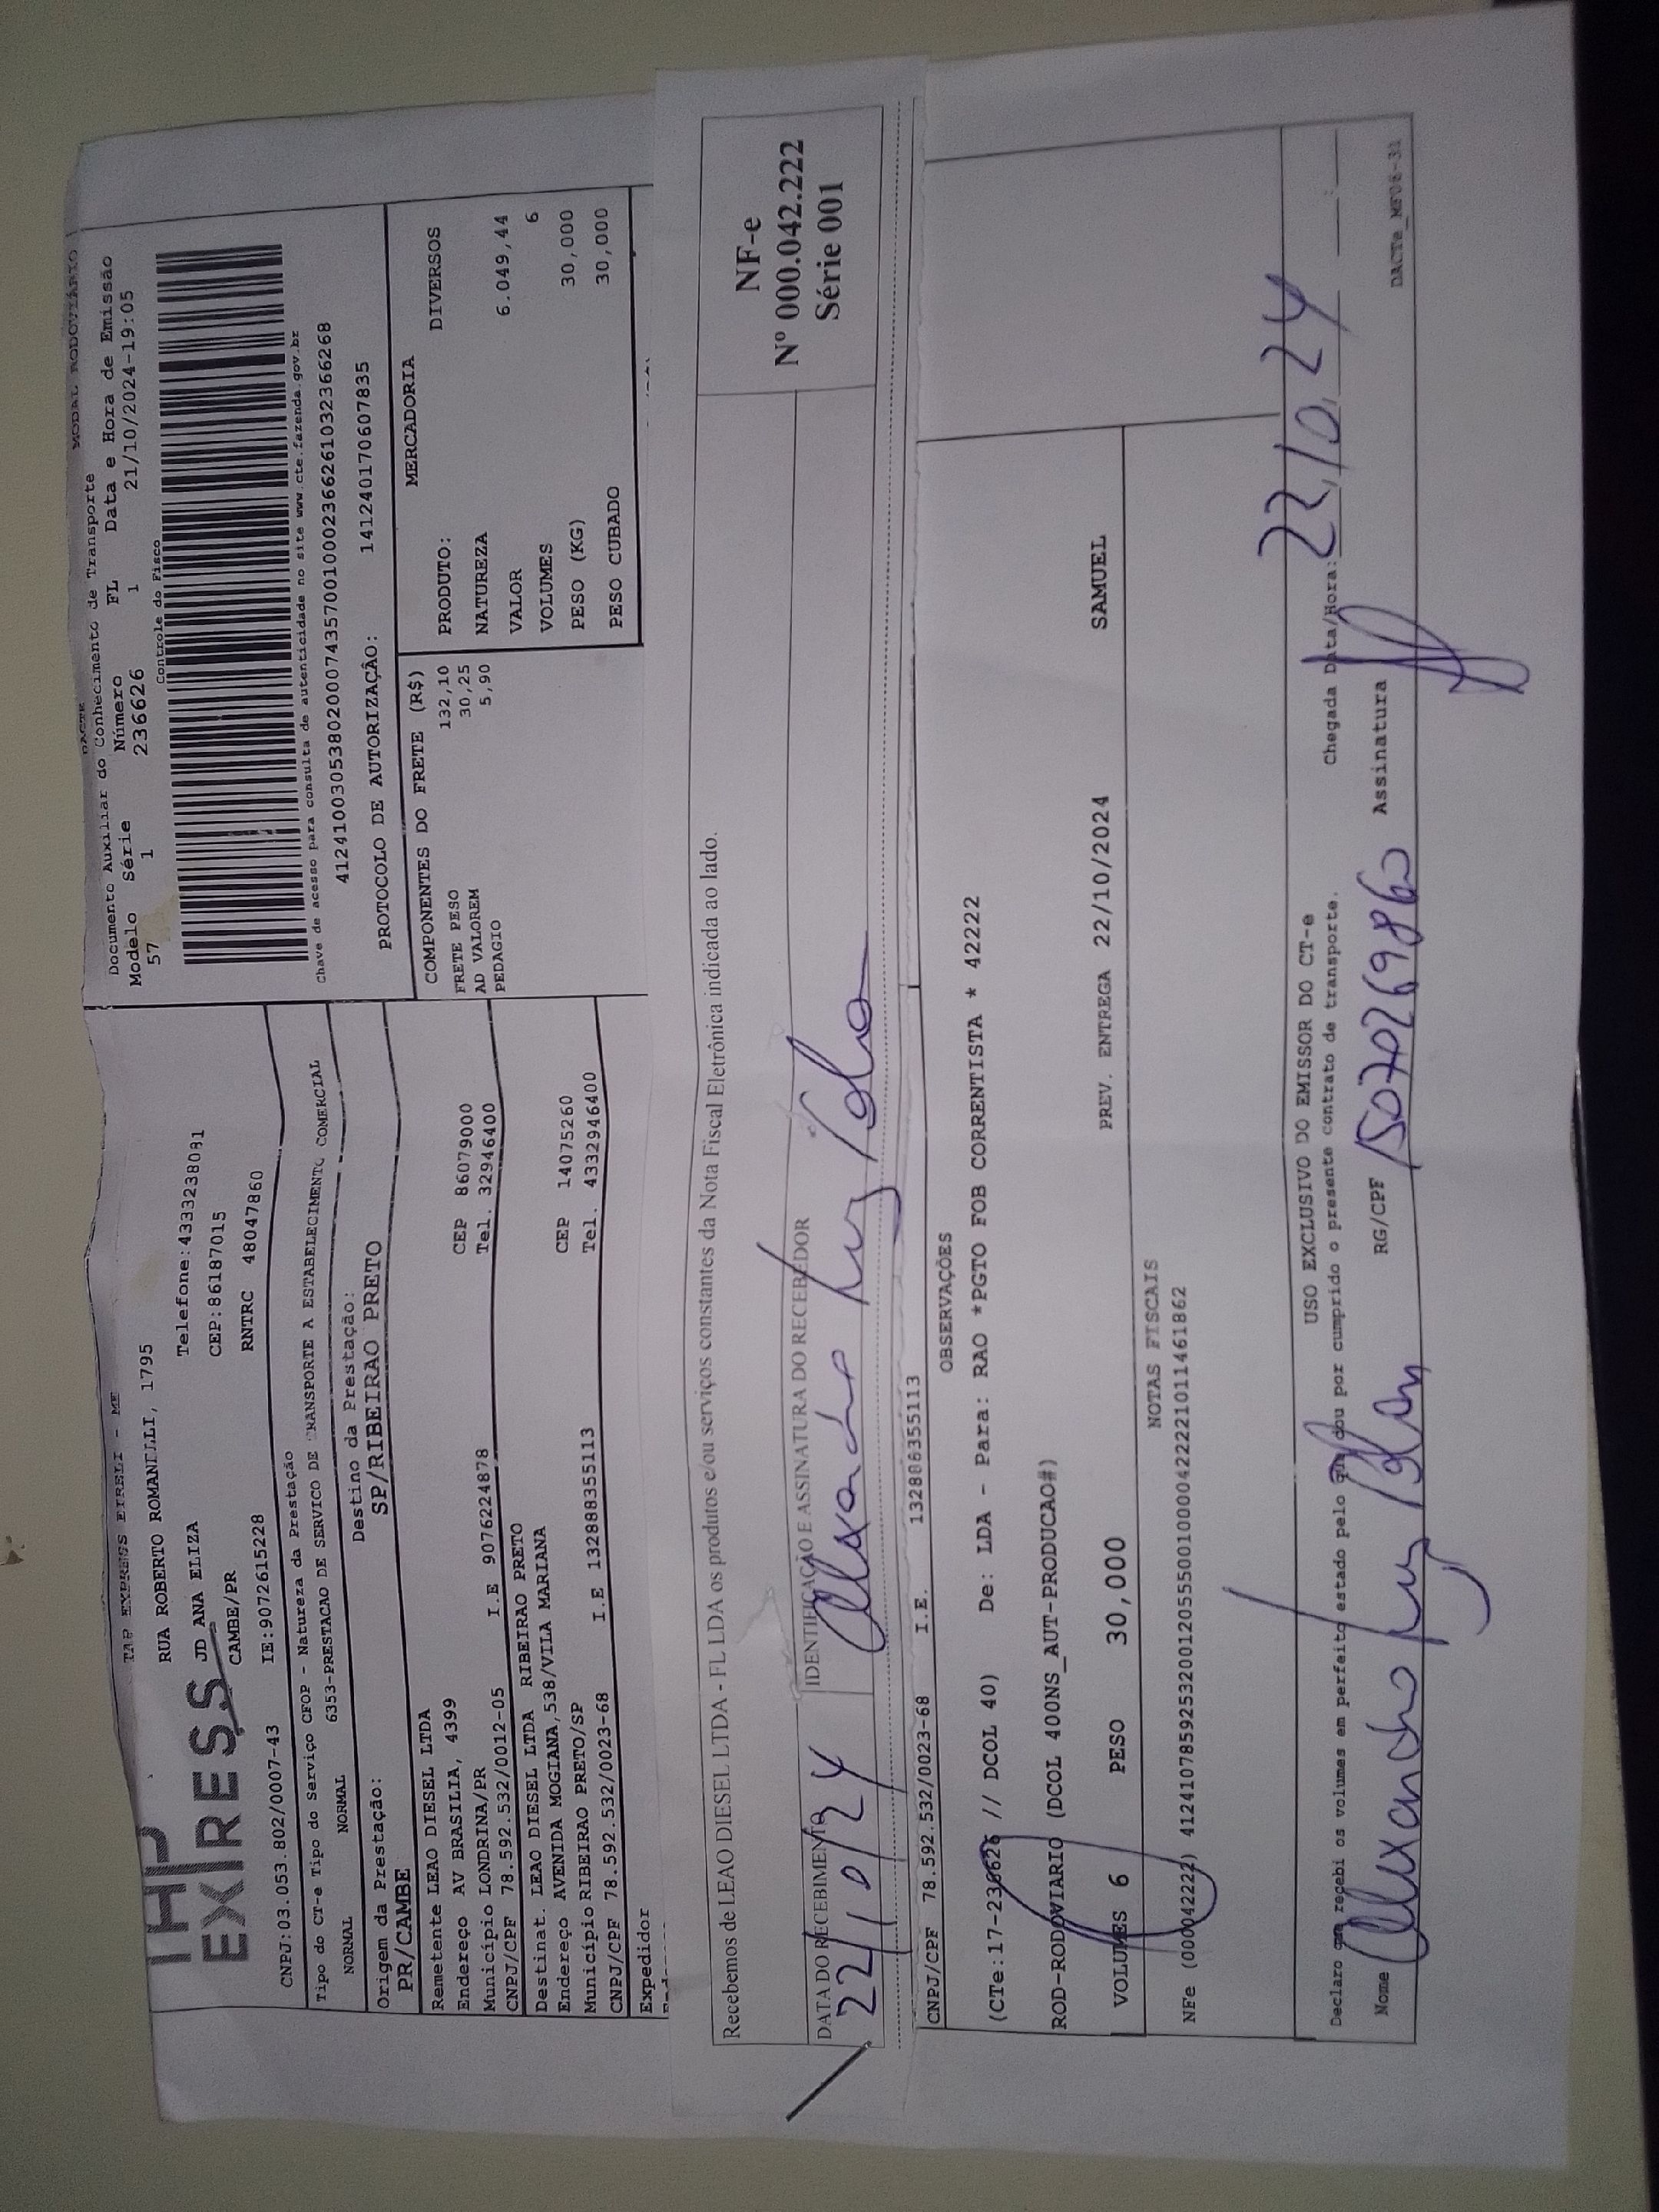 TAP EXPRESS EIRELI - ME
RUA ROBERTO ROMANELLI, 1795
Telefone:4333238081
JD ANA ELIZA
CEP:86187015
CAMBE/PR
EXPRESS
CNPJ:03.053.802/0007-43 IE:9072615228 RNTRC 48047860
Tipo do CT-e Tipo do Serviço CFOP - Natureza da Prestação
NORMAL NORMAL 6353-PRESTACAO DE SERVICO DE TRANSPORTE A ESTABELECIMENTO COMERCIAL
Origem da Prestação: Destino da Prestação:
PR/CAMBE SP/RIBEIRAO PRETO
Remetente LEAO DIESEL LTDA
Endereço AV BRASILIA, 4399 CEP 86079000
Município LONDRINA/PR Tel. 32946400
CNPJ/CPF 78.592.532/0012-05 I.E 9076224878
Destinat. LEAO DIESEL LTDA RIBEIRAO PRETO
Endereço AVENIDA MOGIANA,538/VILA MARIANA CEP 14075260
Município RIBEIRAO PRETO/SP Tel. 4332946400
CNPJ/CPF 78.592.532/0023-68 I.E 132888355113
Expedidor
DACTE MODAL RODOVIÁRIO
Documento Auxiliar do Conhecimento de Transporte
Modelo Série Número FL Data e Hora de Emissão
57 1 236626 1 21/10/2024-19:05
Controle do Fisco
Chave de acesso para consulta de autenticidade no site www.cte.fazenda.gov.br
41241003053802000743570010002366261032366268
PROTOCOLO DE AUTORIZAÇÃO: 141240170607835
COMPONENTES DO FRETE (R$)
FRETE PESO 132,10
AD VALOREM 30,25
PEDAGIO 5,90
MERCADORIA
PRODUTO: DIVERSOS
NATUREZA
VALOR 6.049,44
VOLUMES 6
PESO (KG) 30,000
PESO CUBADO 30,000
Recebemos de LEAO DIESEL LTDA - FL LDA os produtos e/ou serviços constantes da Nota Fiscal Eletrônica indicada ao lado.
NF-e
Nº 000.042.222
Série 001
DATA DO RECEBIMENTO IDENTIFICAÇÃO E ASSINATURA DO RECEBEDOR
22/10/24
CNPJ/CPF 78.592.532/0023-68 I.E. 132888355113
OBSERVAÇÕES
(CTe:17-236626 // DCOL 40) De: LDA - Para: RAO *PGTO FOB CORRENTISTA * 42222
ROD-RODOVIARIO (DCOL 400NS_AUT-PRODUCAO#)
VOLUMES 6 PESO 30,000 PREV. ENTREGA 22/10/2024 SAMUEL
NOTAS FISCAIS
NFe (000042222) 41241078592532001205550010000422221011461862
USO EXCLUSIVO DO EMISSOR DO CT-e
Declaro que recebi os volumes em perfeito estado pelo que dou por cumprido o presente contrato de transporte. Chegada Data/Hora: 22/10/24
Nome RG/CPF Assinatura
DACTe_MF06-31